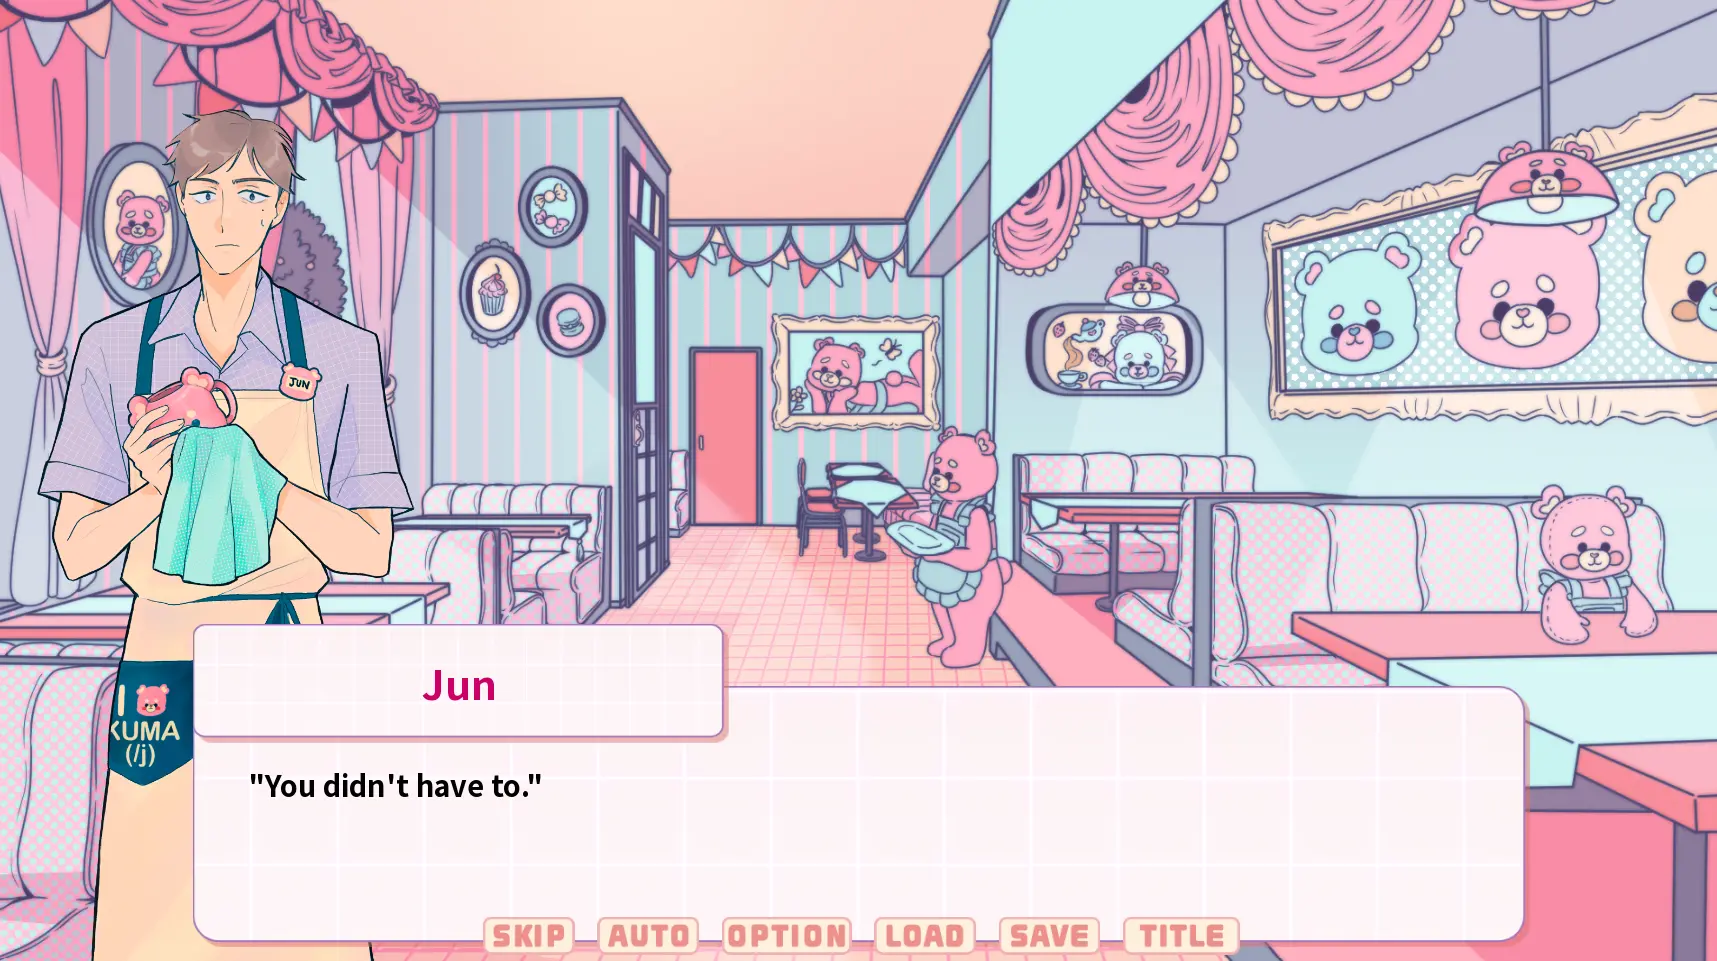 JUN
I
KUMA
(/j)
Jun
"You didn't have to."
SKIP
AUTO
OPTION
LOAD
SAVE
TITLE